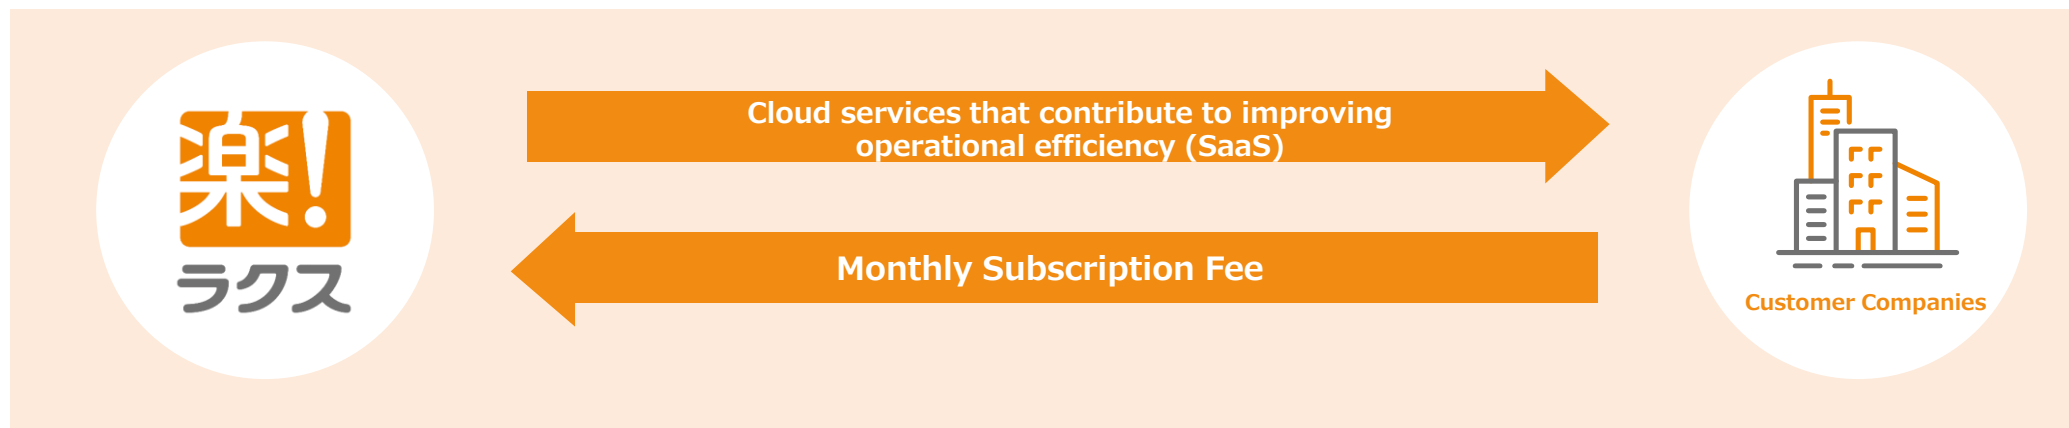 楽!
ラクス
Cloud services that contribute to improving
operational efficiency (SaaS)
Monthly Subscription Fee
Customer Companies